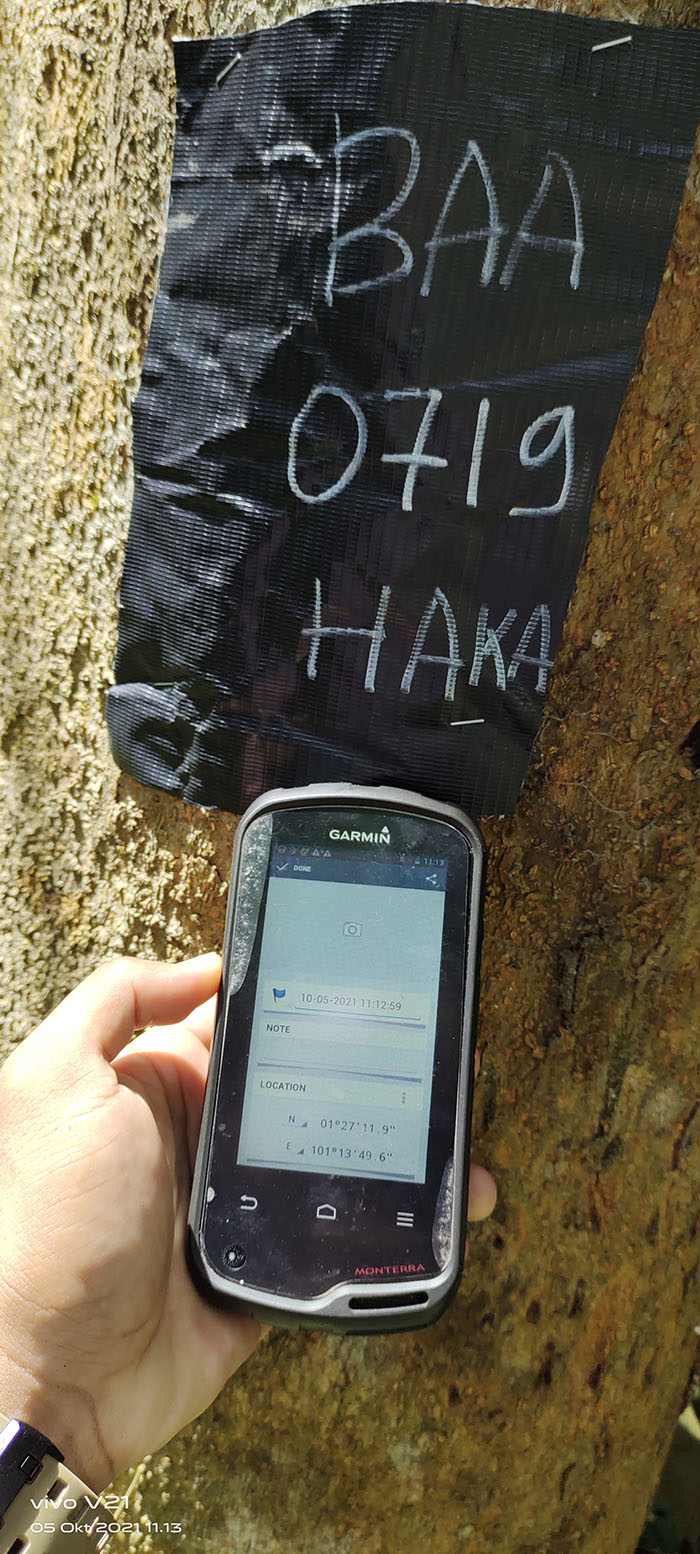 BAA
0719
HAKA
GARMIN
11:13
DONE
10-05-2021 11:12:59
NOTE
LOCATION
N 01°27'11.9"
E 101°13'49.6"
MONTERRA
vivo V21
05 Okt 2021 11.13